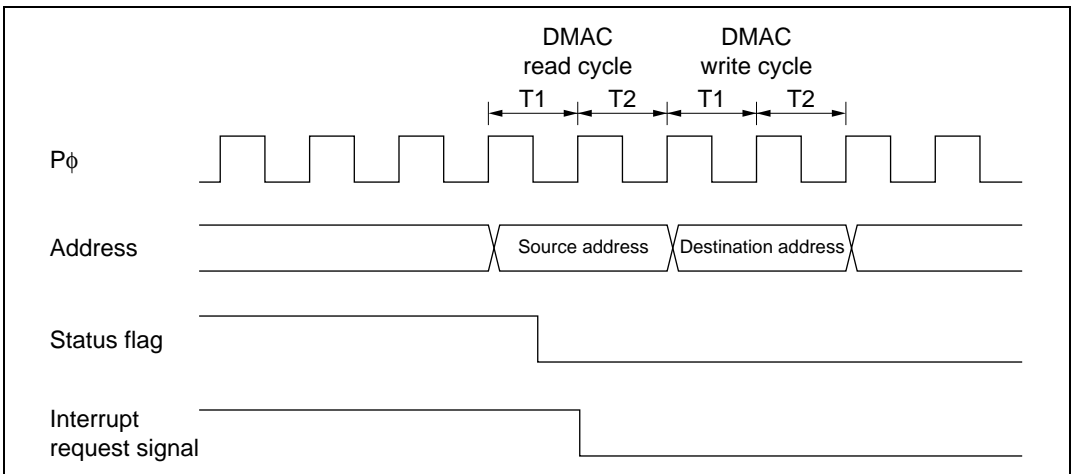 DMAC
read cycle
DMAC
write cycle
T1 T2 T1 T2
Pϕ
Address
Source address
Destination address
Status flag
Interrupt
request signal